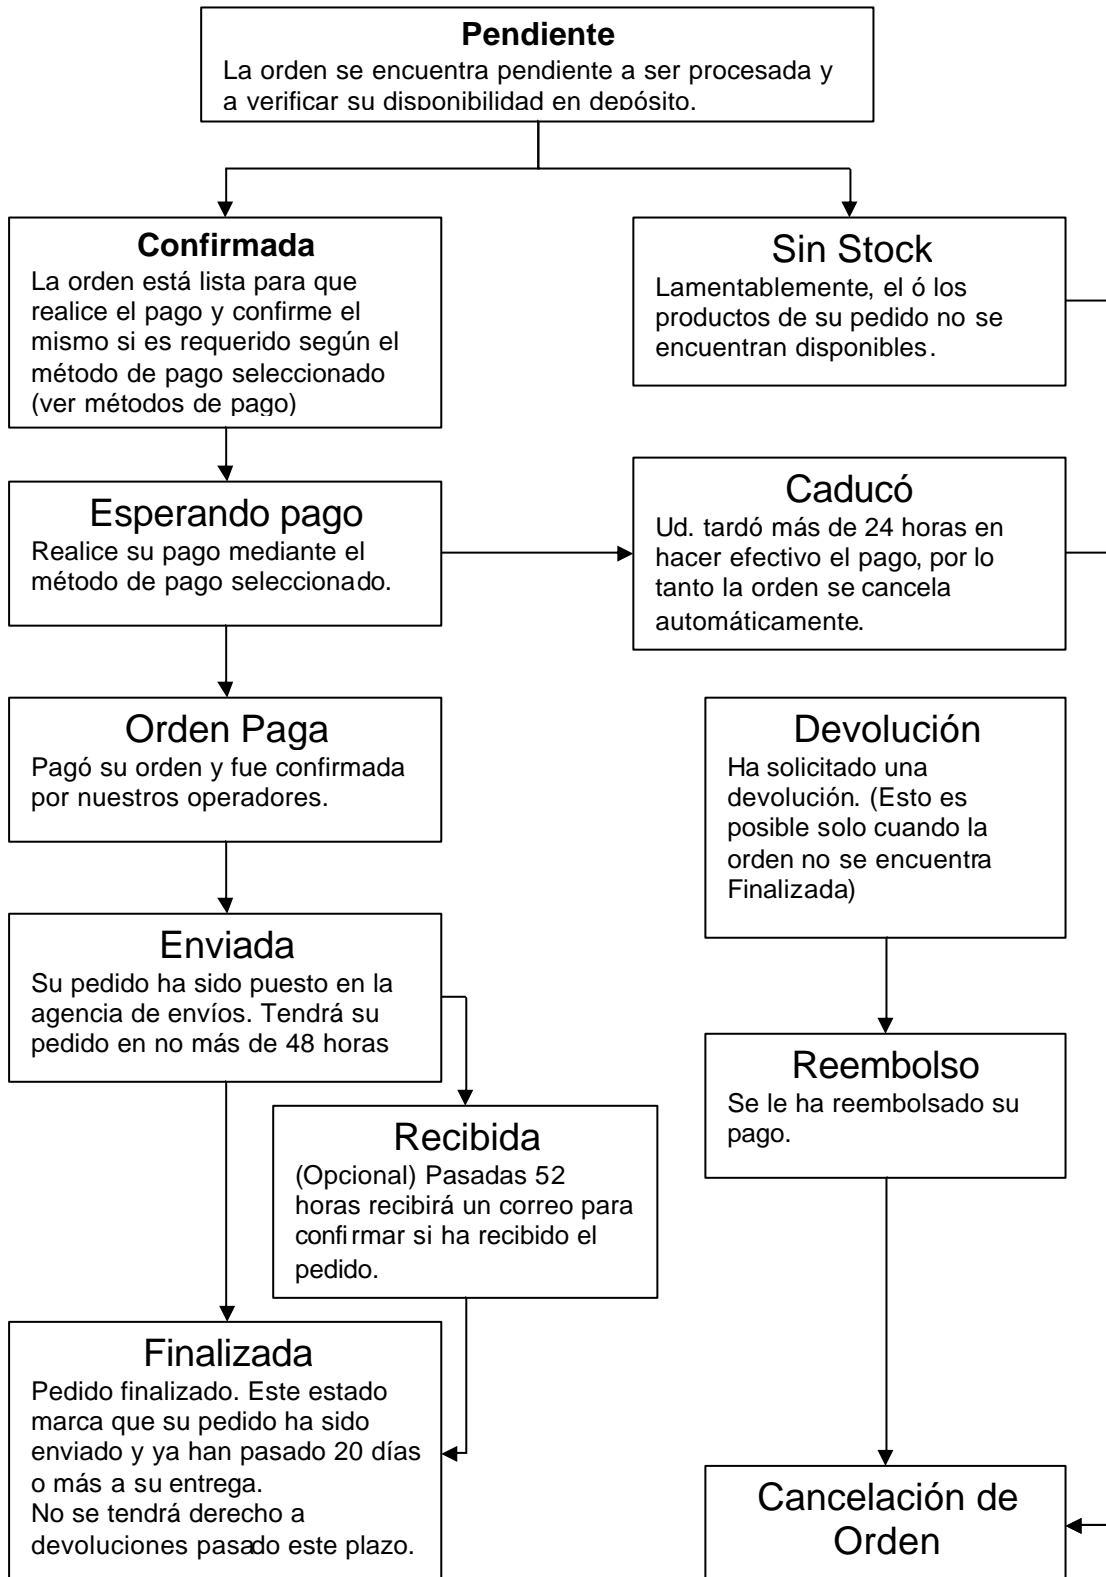 Pendiente
La orden se encuentra pendiente a ser procesada y
a verificar su disponibilidad en depósito.
Confirmada
La orden está lista para que
realice el pago y confirme el
mismo si es requerido según el
método de pago seleccionado
(ver métodos de pago)
Sin Stock
Lamentablemente, el ó los
productos de su pedido no se
encuentran disponibles.
Esperando pago
Realice su pago mediante el
método de pago seleccionado.
Caducó
Ud. tardó más de 24 horas en
hacer efectivo el pago, por lo
tanto la orden se cancela
automáticamente.
Orden Paga
Pagó su orden y fue confirmada
por nuestros operadores.
Devolución
Ha solicitado una
devolución. (Esto es
posible solo cuando la
orden no se encuentra
Finalizada)
Enviada
Su pedido ha sido puesto en la
agencia de envíos. Tendrá su
pedido en no más de 48 horas
Reembolso
Se le ha reembolsado su
pago.
Recibida
(Opcional) Pasadas 52
horas recibirá un correo para
confirmar si ha recibido el
pedido.
Finalizada
Pedido finalizado. Este estado
marca que su pedido ha sido
enviado y ya han pasado 20 días
o más a su entrega.
No se tendrá derecho a
devoluciones pasado este plazo.
Cancelación de
Orden